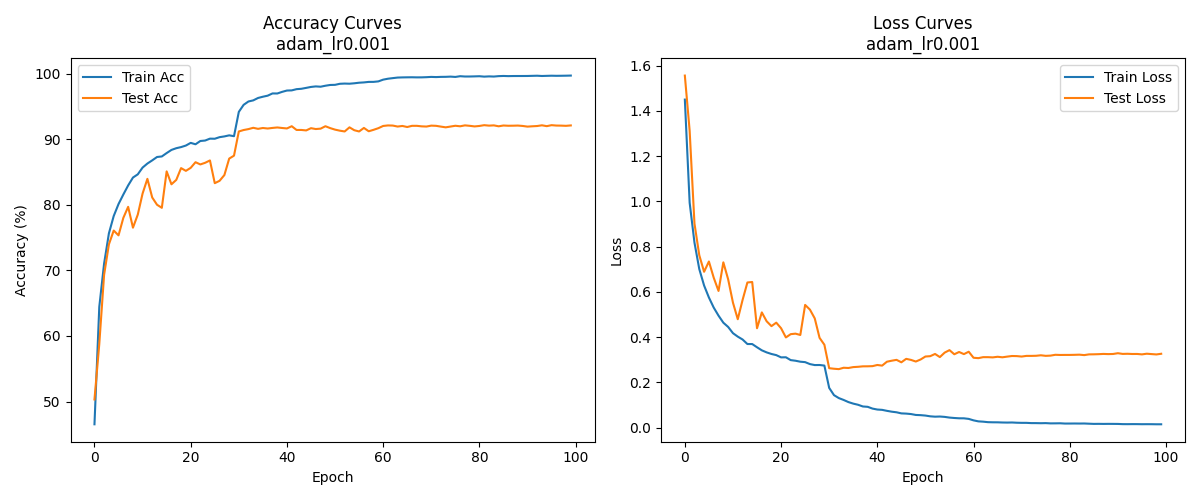 Accuracy Curves
adam_lr0.001
Train Acc
Test Acc
100
90
80
70
60
50
Accuracy (%)
0
20
40
60
80
100
Epoch
Loss Curves
adam_lr0.001
Train Loss
Test Loss
1.6
1.4
1.2
1.0
0.8
0.6
0.4
0.2
0.0
Loss
0
20
40
60
80
100
Epoch